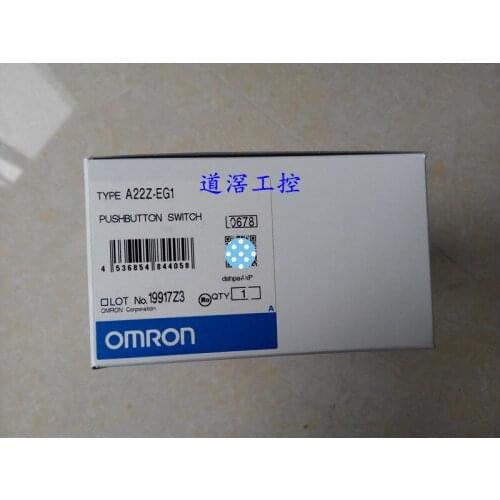 道滘工控
TYPE A22Z-EG1
PUSHBUTTON SWITCH
0678
4 536854 844058
LOT No. 19917Z3
QTY 1
OMRON Corporation
A
OMRON